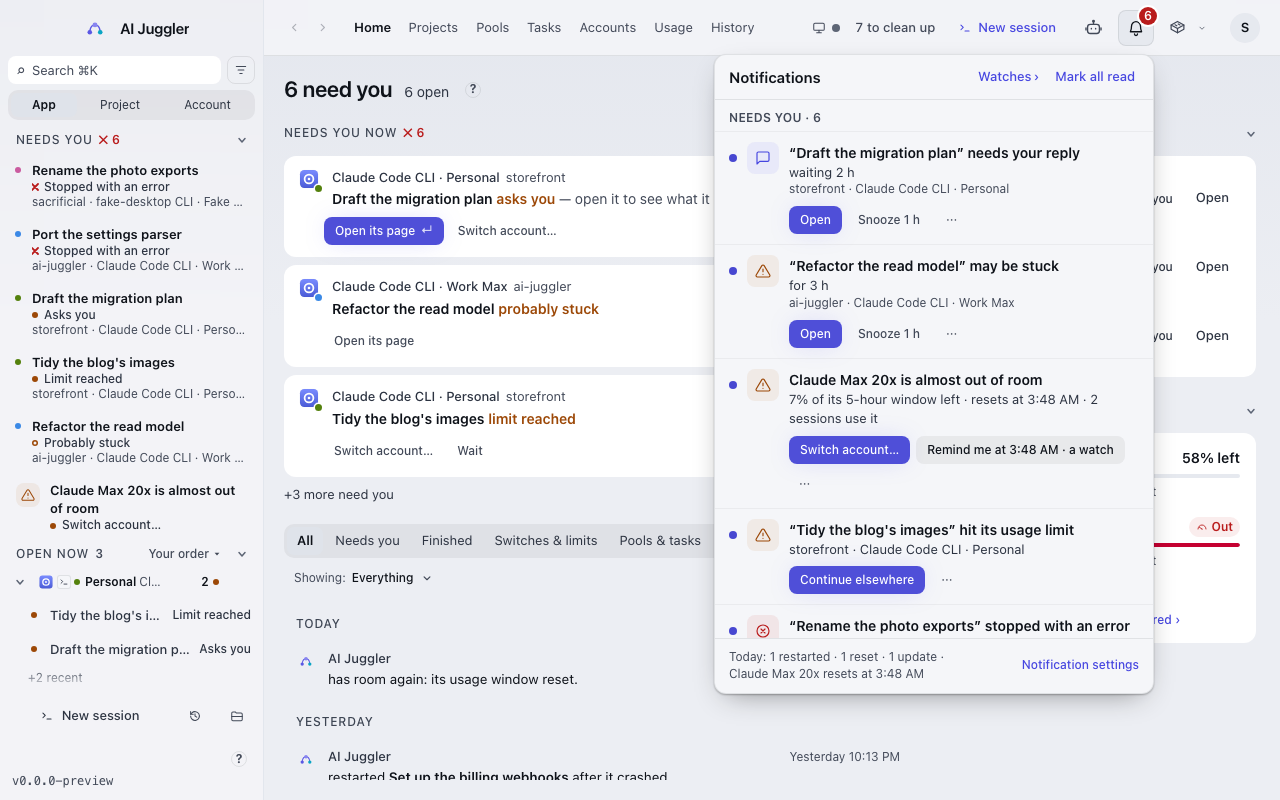 AI Juggler
Search ⌘K
App
Project
Account
NEEDS YOU 6
Rename the photo exports
Stopped with an error
sacrificial · fake-desktop CLI · Fake ...
Port the settings parser
Stopped with an error
ai-juggler · Claude Code CLI · Work ...
Draft the migration plan
Asks you
storefront · Claude Code CLI · Perso...
Tidy the blog's images
Limit reached
storefront · Claude Code CLI · Perso...
Refactor the read model
Probably stuck
ai-juggler · Claude Code CLI · Work ...
Claude Max 20x is almost out
of room
Switch account...
OPEN NOW 3
Your order
Personal Cl...
2
Tidy the blog's i...
Limit reached
Draft the migration p...
Asks you
+2 recent
New session
?
v0.0.0-preview
Home
Projects
Pools
Tasks
Accounts
Usage
History
7 to clean up
New session
6
S
6 need you
6 open
?
NEEDS YOU NOW 6
Claude Code CLI · Personal storefront
Draft the migration plan asks you — open it to see what it
Open its page ↵
Switch account...
Claude Code CLI · Work Max ai-juggler
Refactor the read model probably stuck
Open its page
Claude Code CLI · Personal storefront
Tidy the blog's images limit reached
Switch account...
Wait
+3 more need you
All
Needs you
Finished
Switches & limits
Pools & tasks
Showing: Everything
TODAY
AI Juggler
has room again: its usage window reset.
YESTERDAY
AI Juggler
Yesterday 10:13 PM
restarted Set up the billing webhooks after it crashed
Notifications
Watches ›
Mark all read
NEEDS YOU · 6
“Draft the migration plan” needs your reply
waiting 2 h
storefront · Claude Code CLI · Personal
Open
Snooze 1 h
...
“Refactor the read model” may be stuck
for 3 h
ai-juggler · Claude Code CLI · Work Max
Open
Snooze 1 h
...
Claude Max 20x is almost out of room
7% of its 5-hour window left · resets at 3:48 AM · 2
sessions use it
Switch account...
Remind me at 3:48 AM · a watch
...
“Tidy the blog's images” hit its usage limit
storefront · Claude Code CLI · Personal
Continue elsewhere
...
“Rename the photo exports” stopped with an error
Today: 1 restarted · 1 reset · 1 update ·
Claude Max 20x resets at 3:48 AM
Notification settings
you
Open
you
Open
you
Open
58% left
t
Out
t
red ›